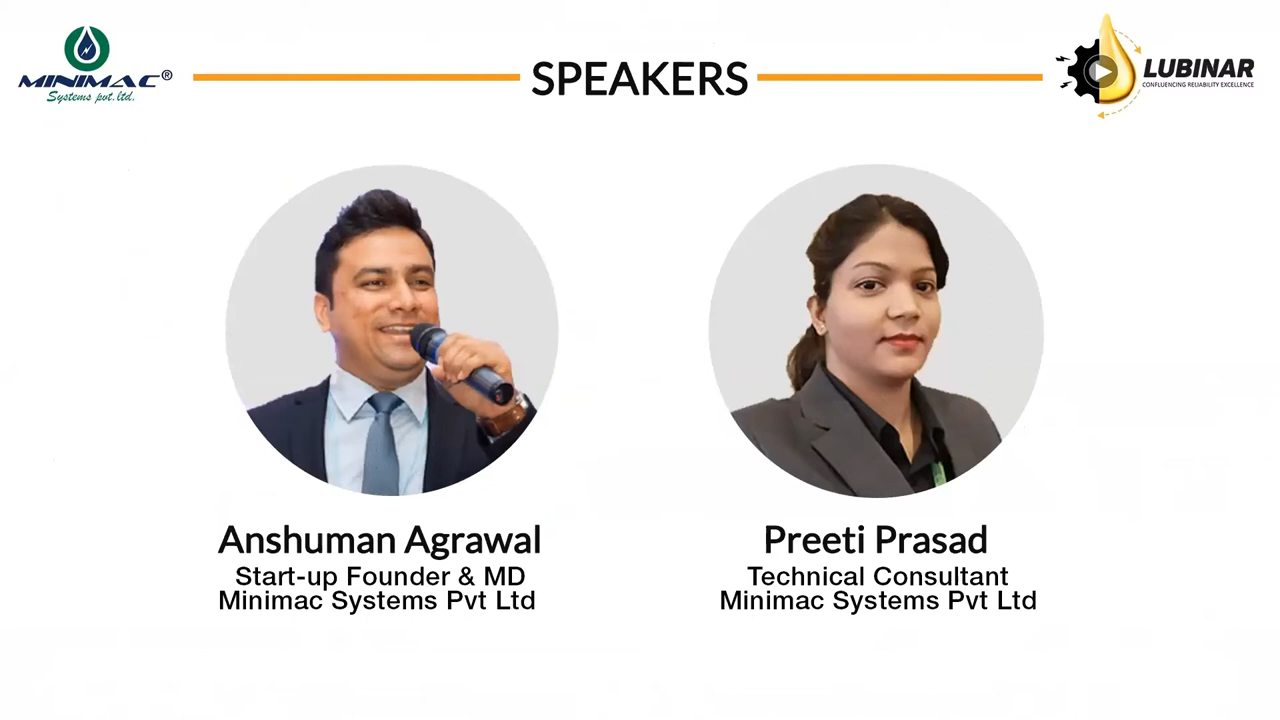 MINIMAC®
Systems pvt. ltd.
SPEAKERS
LUBINAR
CONFLUENCING RELIABILITY EXCELLENCE
Anshuman Agrawal
Start-up Founder & MD
Minimac Systems Pvt Ltd
Preeti Prasad
Technical Consultant
Minimac Systems Pvt Ltd